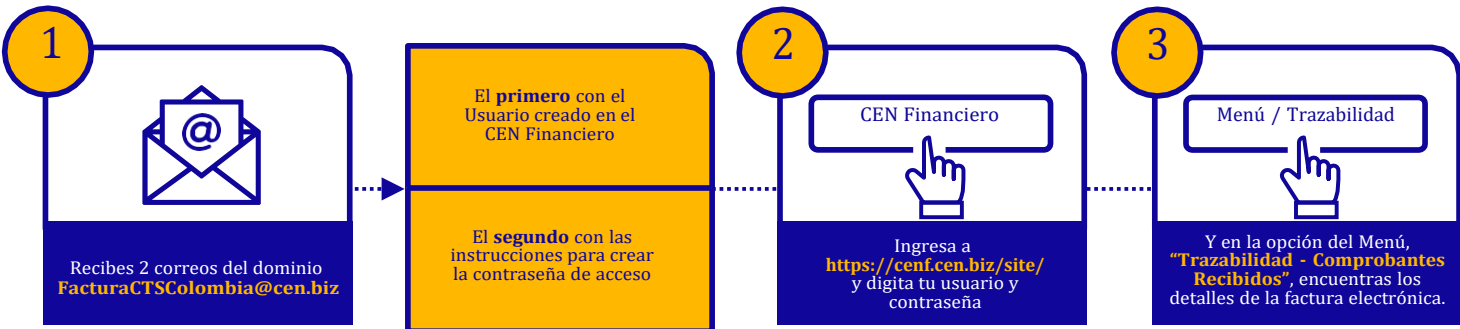 1
@
Recibes 2 correos del dominio
FacturaCTSColombia@cen.biz
El primero con el
Usuario creado en el
CEN Financiero
El segundo con las
instrucciones para crear
la contraseña de acceso
2
CEN Financiero
Ingresa a
https://cenf.cen.biz/site/
y digita tu usuario y
contraseña
3
Menú / Trazabilidad
Y en la opción del Menú,
“Trazabilidad - Comprobantes
Recibidos”, encuentras los
detalles de la factura electrónica.